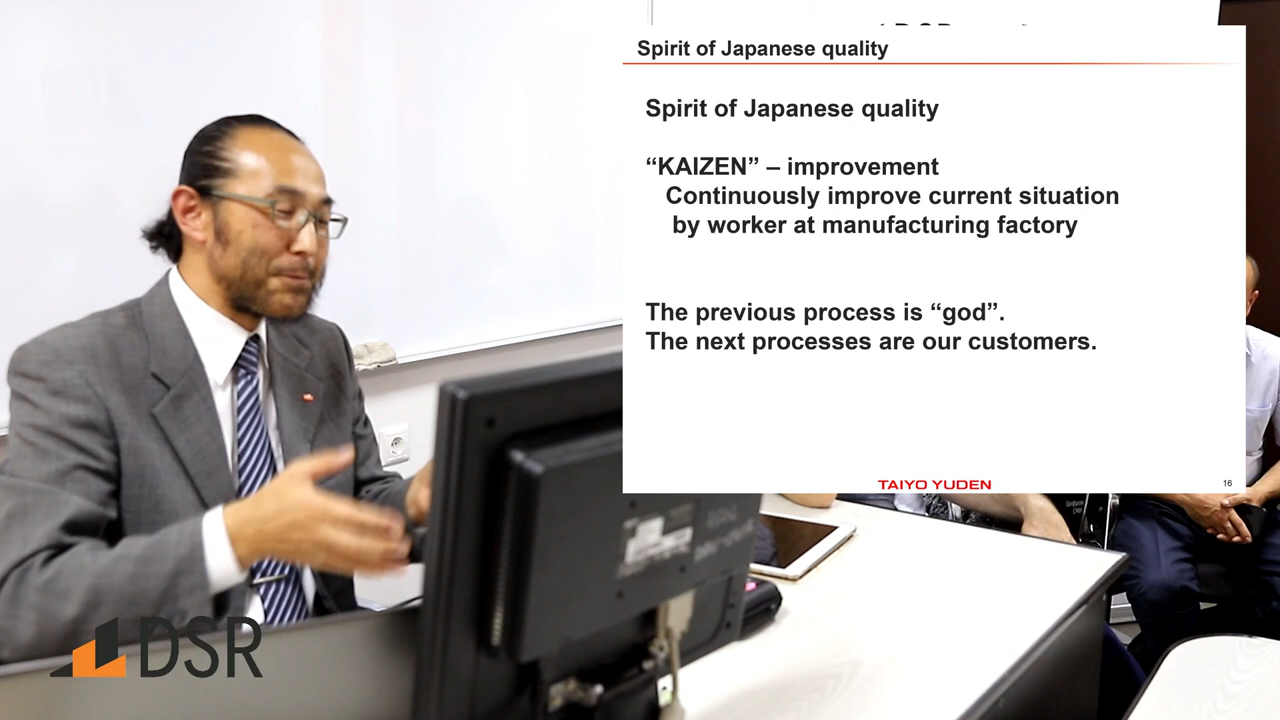 Spirit of Japanese quality
Spirit of Japanese quality
“KAIZEN” – improvement
Continuously improve current situation
by worker at manufacturing factory
The previous process is “god”.
The next processes are our customers.
TAIYO YUDEN
16
DSR